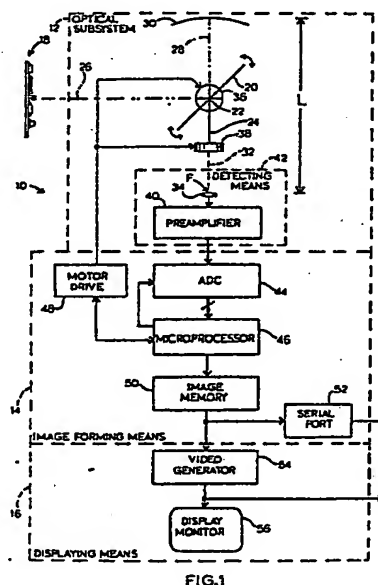 12
OPTICAL
SUBSYSTEM
30
18
28
L
26
20
36
22
24
38
32
42
10
DETECTING
MEANS
F
34
40
PREAMPLIFIER
MOTOR
DRIVE
48
ADC
44
MICROPROCESSOR
46
50
IMAGE
MEMORY
52
SERIAL
PORT
14
IMAGE FORMING MEANS
VIDEO
GENERATOR
54
16
DISPLAY
MONITOR
56
DISPLAYING MEANS
FIG.1